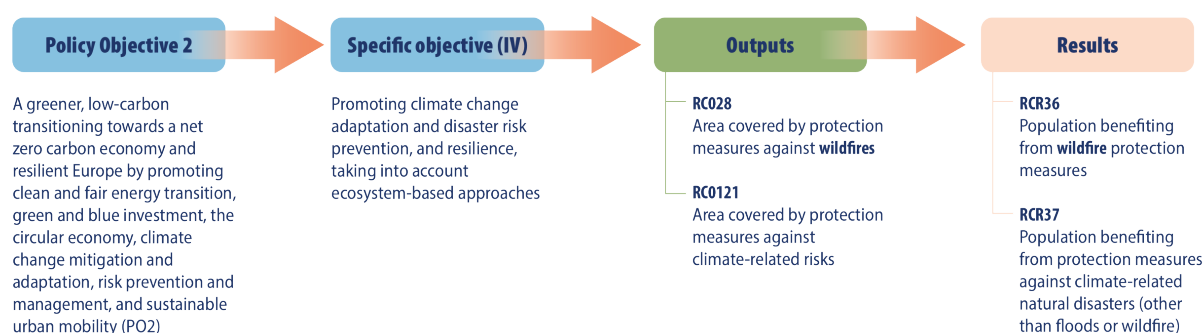 Policy Objective 2
A greener, low-carbon
transitioning towards a net
zero carbon economy and
resilient Europe by promoting
clean and fair energy transition,
green and blue investment, the
circular economy, climate
change mitigation and
adaptation, risk prevention and
management, and sustainable
urban mobility (PO2)
Specific objective (IV)
Promoting climate change
adaptation and disaster risk
prevention, and resilience,
taking into account
ecosystem-based approaches
Outputs
RCO28
Area covered by protection
measures against wildfires
RCO121
Area covered by protection
measures against
climate-related risks
Results
RCR36
Population benefiting
from wildfire protection
measures
RCR37
Population benefiting
from protection measures
against climate-related
natural disasters (other
than floods or wildfire)